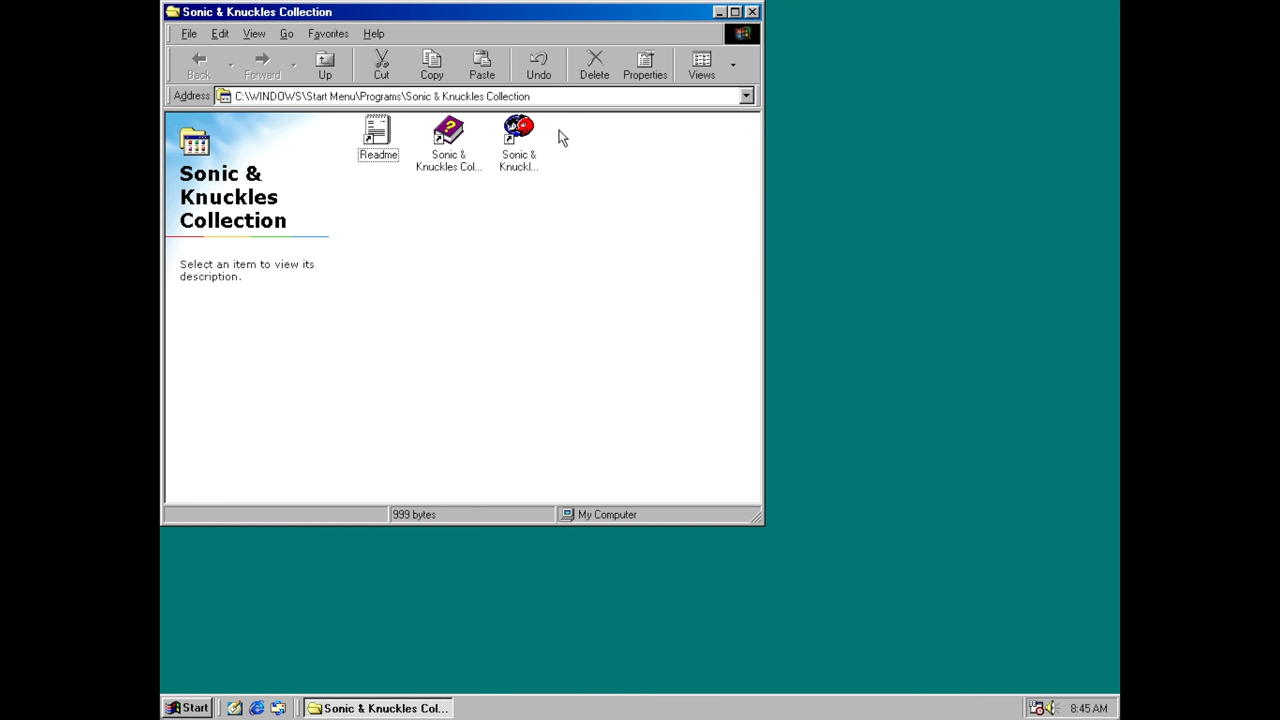 Sonic & Knuckles Collection
File Edit View Go Favorites Help
Back Forward Up Cut Copy Paste Undo Delete Properties Views
Address C:\WINDOWS\Start Menu\Programs\Sonic & Knuckles Collection
Readme
Sonic &
Knuckles Col...
Sonic &
Knuckl...
Sonic &
Knuckles
Collection
Select an item to view its
description.
999 bytes
My Computer
Start
Sonic & Knuckles Col...
8:45 AM